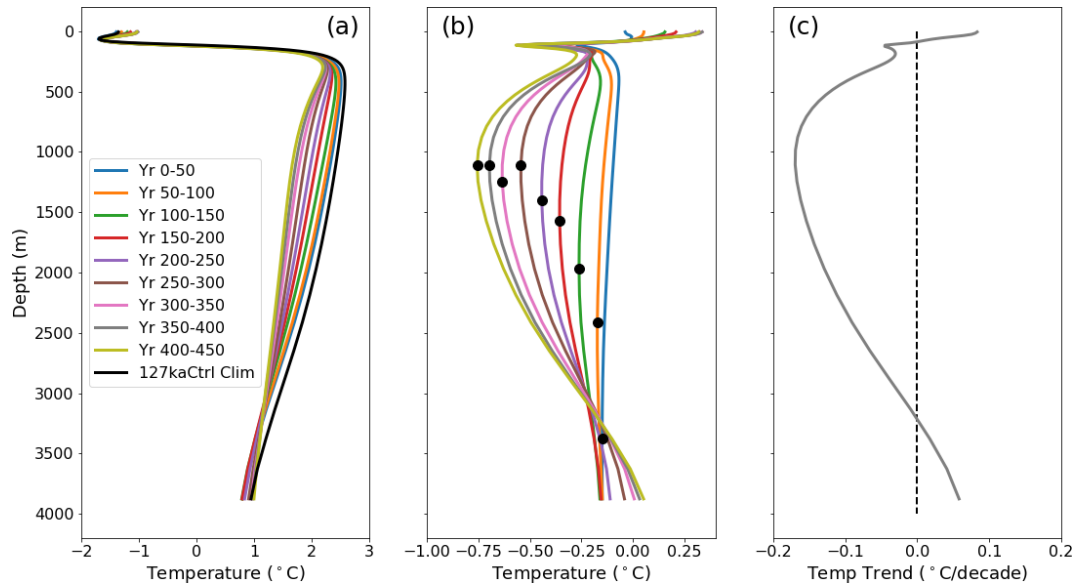 (a)
(b)
(c)
0
500
1000
1500
2000
2500
3000
3500
4000
Depth (m)
Yr 0-50
Yr 50-100
Yr 100-150
Yr 150-200
Yr 200-250
Yr 250-300
Yr 300-350
Yr 350-400
Yr 400-450
127kaCtrl Clim
−2 −1 0 1 2 3
Temperature (°C)
−1.00 −0.75 −0.50 −0.25 0.00 0.25
Temperature (°C)
−0.2 −0.1 0.0 0.1 0.2
Temp Trend (°C/decade)